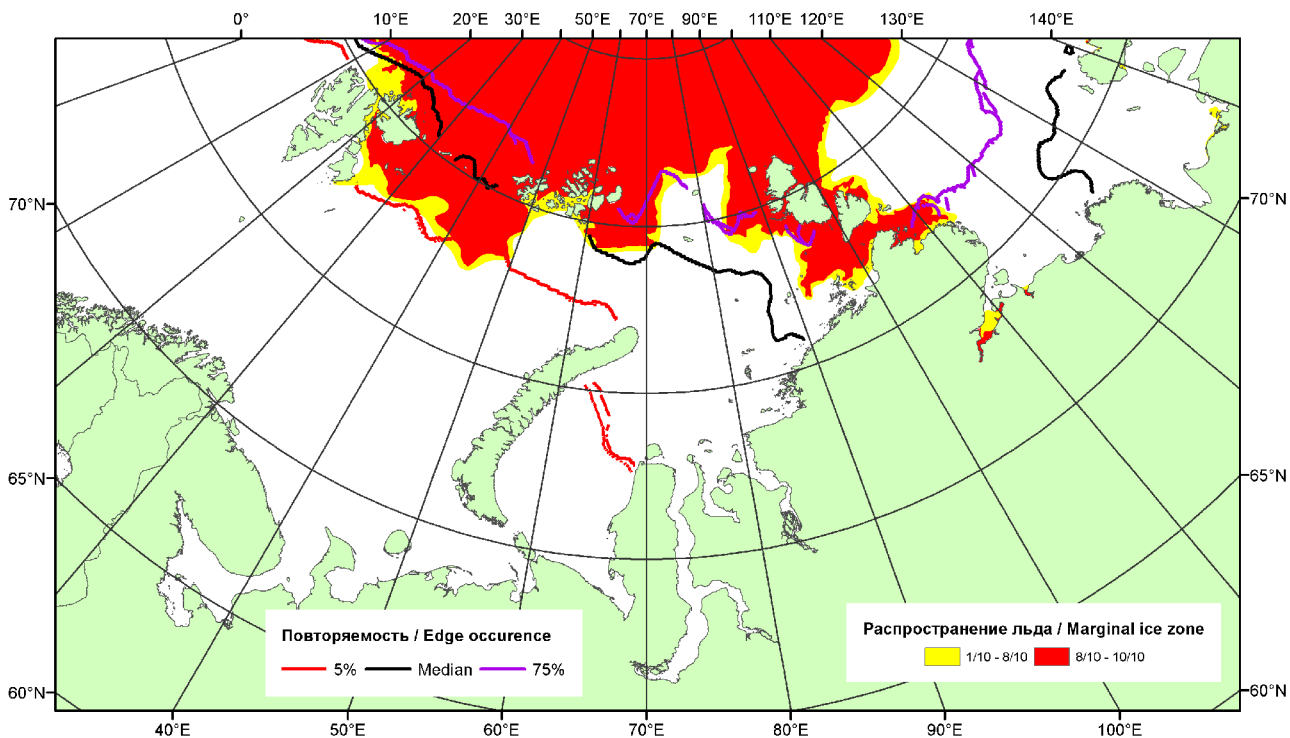 0° 10°E 20°E 30°E 50°E 70°E 90°E 110°E 120°E 130°E 140°E
70°N 70°N
65°N 65°N
60°N 60°N
Повторяемость / Edge occurence
5% Median 75%
Распространение льда / Marginal ice zone
1/10 - 8/10 8/10 - 10/10
40°E 50°E 60°E 70°E 80°E 90°E 100°E